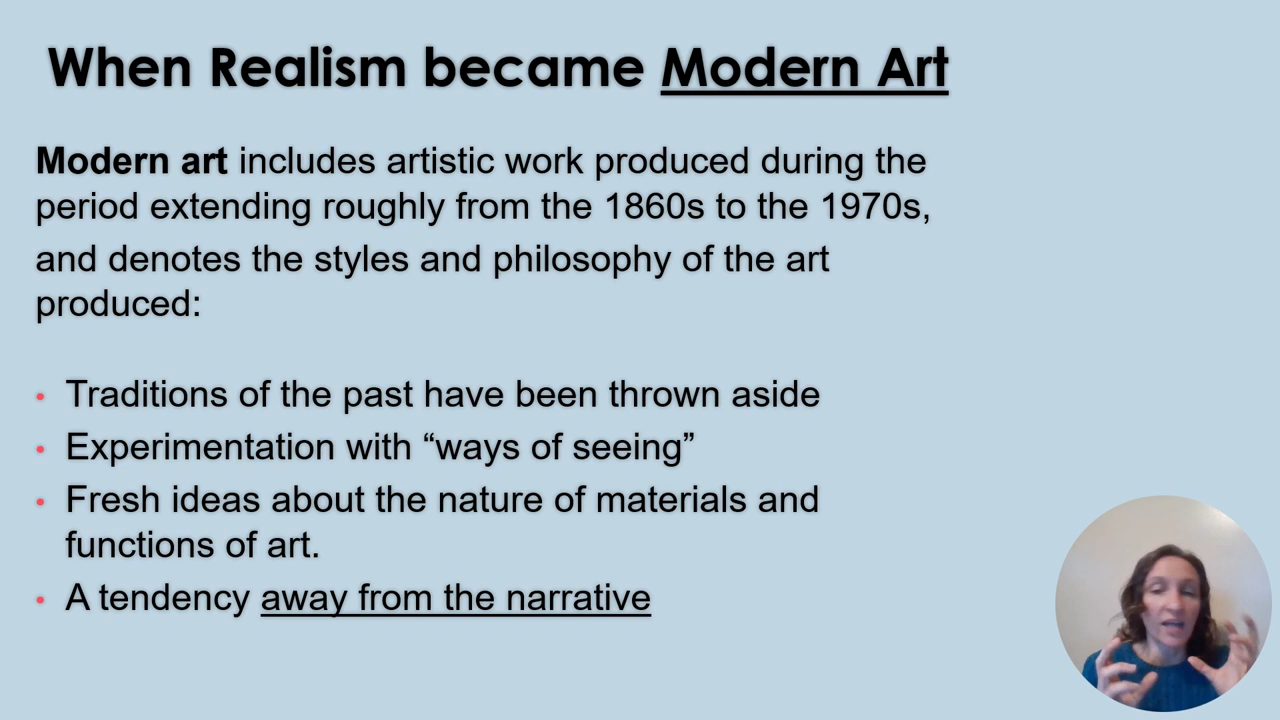 When Realism became Modern Art
Modern art includes artistic work produced during the
period extending roughly from the 1860s to the 1970s,
and denotes the styles and philosophy of the art
produced:
• Traditions of the past have been thrown aside
• Experimentation with “ways of seeing”
• Fresh ideas about the nature of materials and
functions of art.
• A tendency away from the narrative